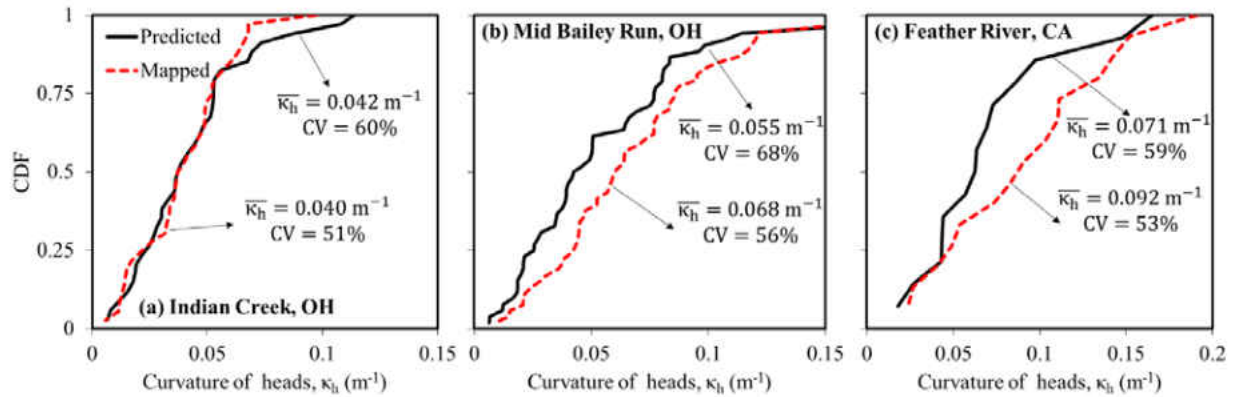 CDF
1
0.75
0.5
0.25
0
Predicted
Mapped
κh = 0.042 m⁻¹
CV = 60%
κh = 0.040 m⁻¹
CV = 51%
(a) Indian Creek, OH
0 0.05 0.1 0.15
Curvature of heads, κh (m⁻¹)
(b) Mid Bailey Run, OH
κh = 0.055 m⁻¹
CV = 68%
κh = 0.068 m⁻¹
CV = 56%
0 0.05 0.1 0.15
Curvature of heads, κh (m⁻¹)
(c) Feather River, CA
κh = 0.071 m⁻¹
CV = 59%
κh = 0.092 m⁻¹
CV = 53%
0 0.05 0.1 0.15 0.2
Curvature of heads, κh (m⁻¹)